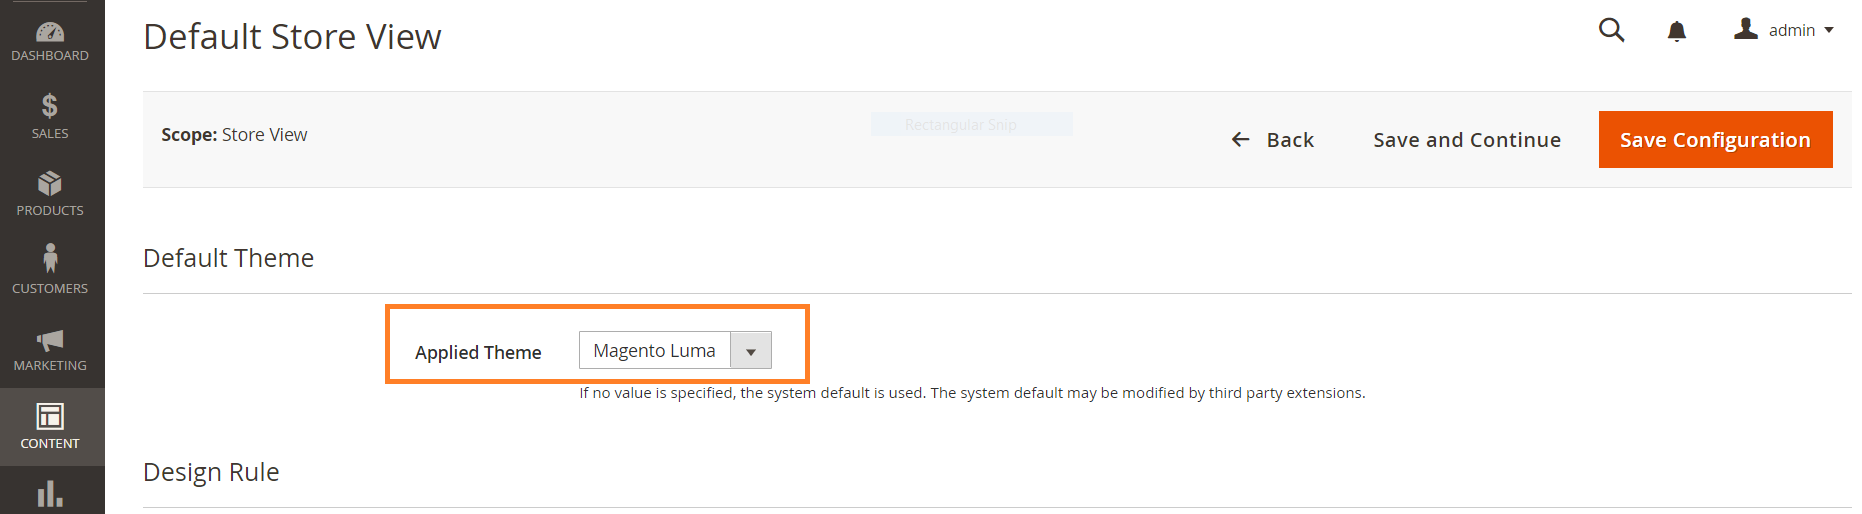 Default Store View
admin
DASHBOARD
SALES
PRODUCTS
CUSTOMERS
MARKETING
CONTENT
Scope: Store View
Rectangular Snip
Back
Save and Continue
Save Configuration
Default Theme
Applied Theme
Magento Luma
If no value is specified, the system default is used. The system default may be modified by third party extensions.
Design Rule